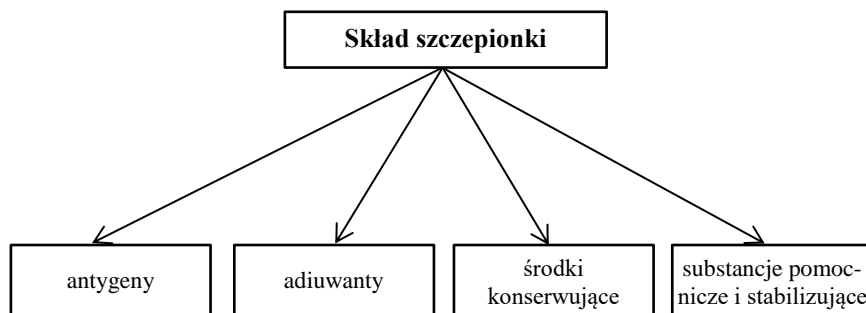 Skład szczepionki
antygeny
adiuwanty
środki
konserwujące
substancje pomoc-
nicze i stabilizujące